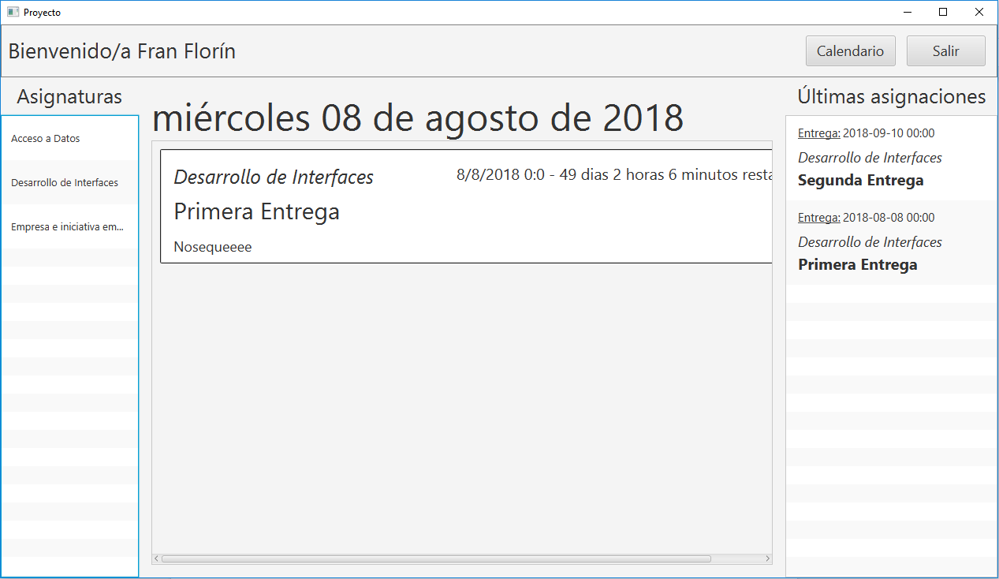 Proyecto
Bienvenido/a Fran Florín
Calendario
Salir
Asignaturas
Acceso a Datos
Desarrollo de Interfaces
Empresa e iniciativa em...
miércoles 08 de agosto de 2018
Desarrollo de Interfaces
8/8/2018 0:0 - 49 dias 2 horas 6 minutos resta
Primera Entrega
Nosequeeee
Últimas asignaciones
Entrega: 2018-09-10 00:00
Desarrollo de Interfaces
Segunda Entrega
Entrega: 2018-08-08 00:00
Desarrollo de Interfaces
Primera Entrega